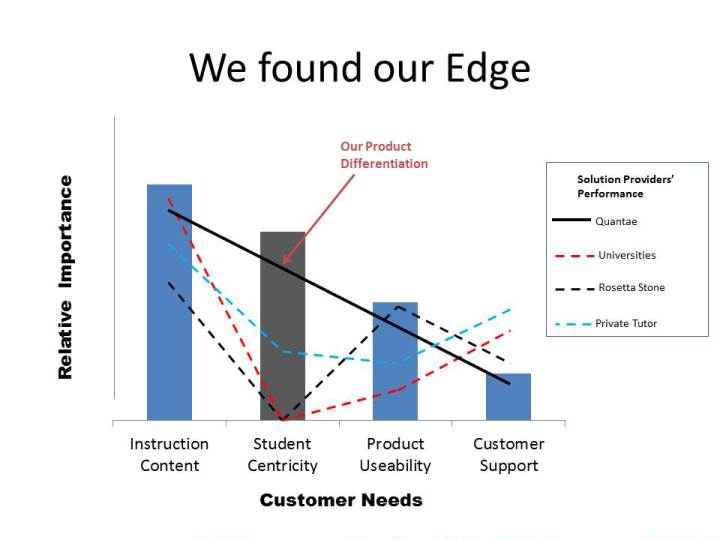 We found our Edge
Our Product
Differentiation
Relative Importance
Solution Providers'
Performance
Quantae
Universities
Rosetta Stone
Private Tutor
Instruction
Content
Student
Centricity
Product
Useability
Customer
Support
Customer Needs